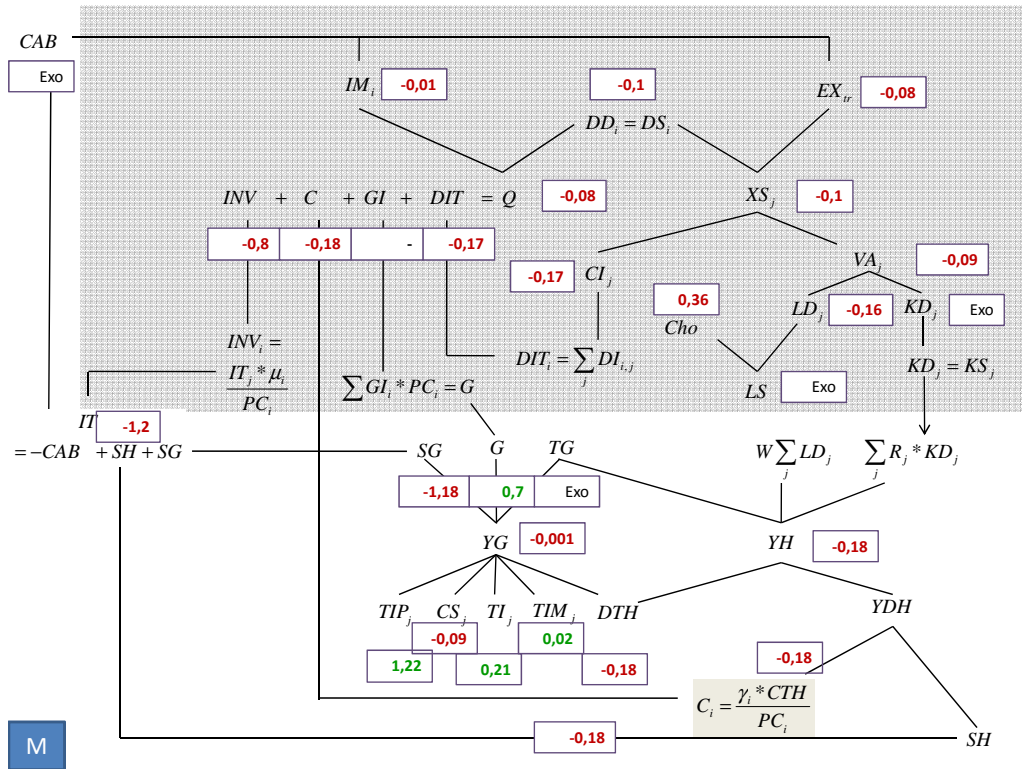 CAB
Exo
IM_i -0,01 -0,1 EX_tr -0,08
DD_i = DS_i
INV + C + GI + DIT = Q -0,08 XS_j -0,1
-0,8 -0,18 - -0,17
-0,17 CI_j VA_j -0,09
0,36 LD_j -0,16 KD_j Exo
Cho
INV_i =
IT_j * μ_i
PC_i
∑ GI_i * PC_i = G
DIT_i = ∑_j DI_i,j
KD_j = KS_j
LS Exo
IT -1,2
= −CAB + SH + SG
SG G TG W∑_j LD_j ∑_j R_j * KD_j
-1,18 0,7 Exo
YG -0,001 YH -0,18
TIP_j CS_j TI_j TIM_j DTH YDH
-0,09 0,02
1,22 0,21 -0,18 -0,18
C_i = γ_i * CTH
PC_i
M -0,18 SH